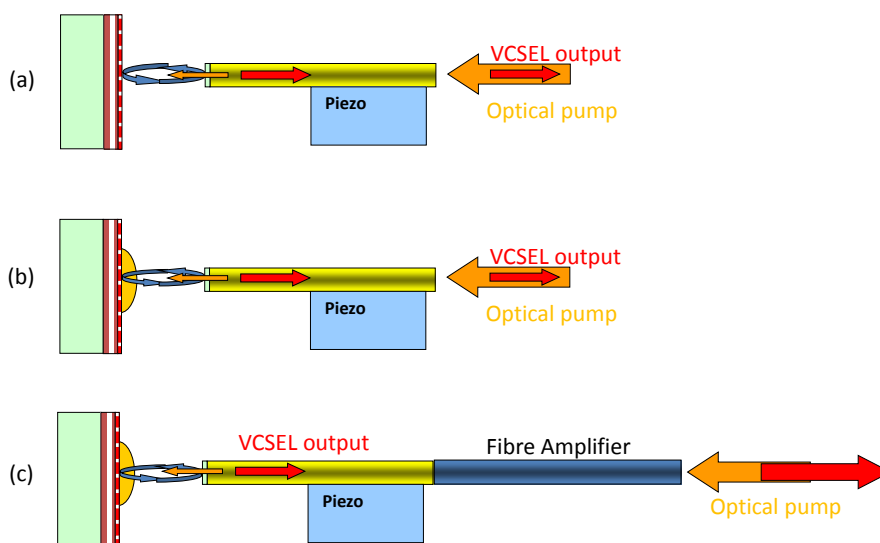 VCSEL output
(a)
Piezo
Optical pump
VCSEL output
(b)
Piezo
Optical pump
VCSEL output
Fibre Amplifier
(c)
Piezo
Optical pump